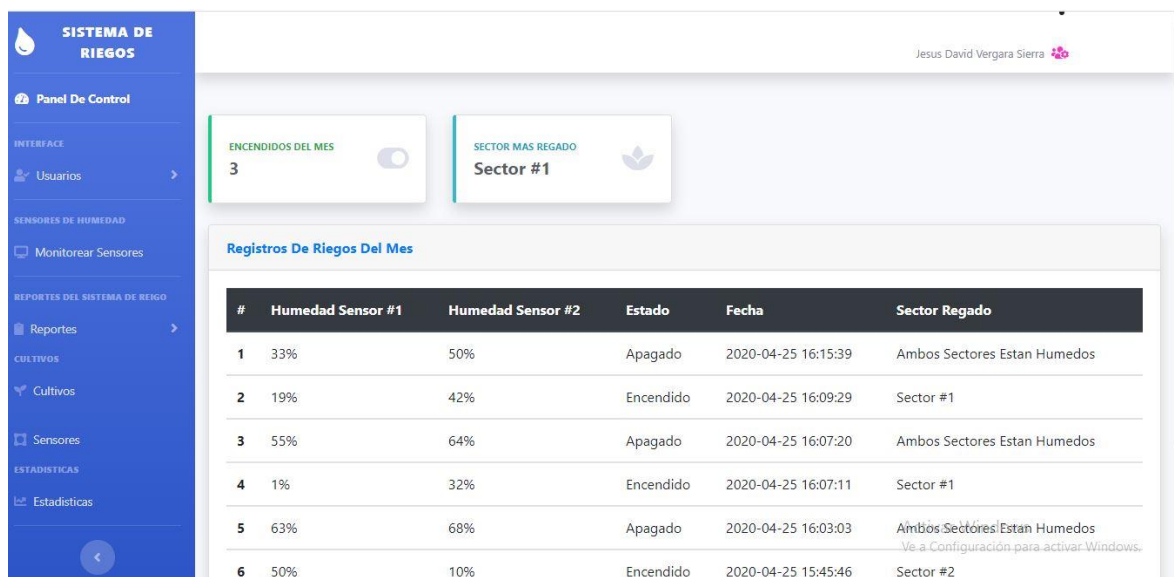 SISTEMA DE
RIEGOS
Jesus David Vergara Sierra
Panel De Control
INTERFACE
Usuarios
SENSORES DE HUMEDAD
Monitorear Sensores
REPORTES DEL SISTEMA DE REIGO
Reportes
CULTIVOS
Cultivos
Sensores
ESTADISTICAS
Estadisticas
ENCENDIDOS DEL MES
3
SECTOR MAS REGADO
Sector #1
Registros De Riegos Del Mes
# Humedad Sensor #1 Humedad Sensor #2 Estado Fecha Sector Regado
1 33% 50% Apagado 2020-04-25 16:15:39 Ambos Sectores Estan Humedos
2 19% 42% Encendido 2020-04-25 16:09:29 Sector #1
3 55% 64% Apagado 2020-04-25 16:07:20 Ambos Sectores Estan Humedos
4 1% 32% Encendido 2020-04-25 16:07:11 Sector #1
5 63% 68% Apagado 2020-04-25 16:03:03 Ambos Sectores Estan Humedos
Activar Windows
Ve a Configuración para activar Windows.
6 50% 10% Encendido 2020-04-25 15:45:46 Sector #2